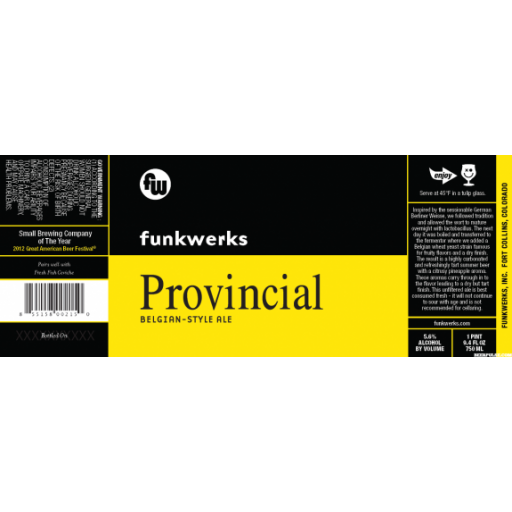 GOVERNMENT WARNING:
Small Brewing Company
of The Year
2012 Great American Beer Festival®
Pairs well with
Fresh Fish Ceviche
Bottled On:
fw
funkwerks
Provincial
BELGIAN-STYLE ALE
enjoy
Serve at 45°F in a tulip glass.
Inspired by the sessionable German
Berliner Weisse, we followed tradition
and allowed the wort to mature
overnight with lactobacillus. The next
day it was boiled and transferred to
the fermentor where we added a
Belgian wheat yeast strain famous
for fruity flavors and a dry finish.
The result is a highly carbonated
and refreshingly tart summer beer
with a citrusy pineapple aroma.
These aromas carry through in to
the flavor leading to a dry but tart
finish. This unfiltered ale is best
consumed fresh - it will not continue
to sour with age and is not
recommended for cellaring.
funkwerks.com
5.6%
ALCOHOL
BY VOLUME
1 PINT
9.4 FL OZ
750 ML
FUNKWERKS, INC. FORT COLLINS, COLORADO